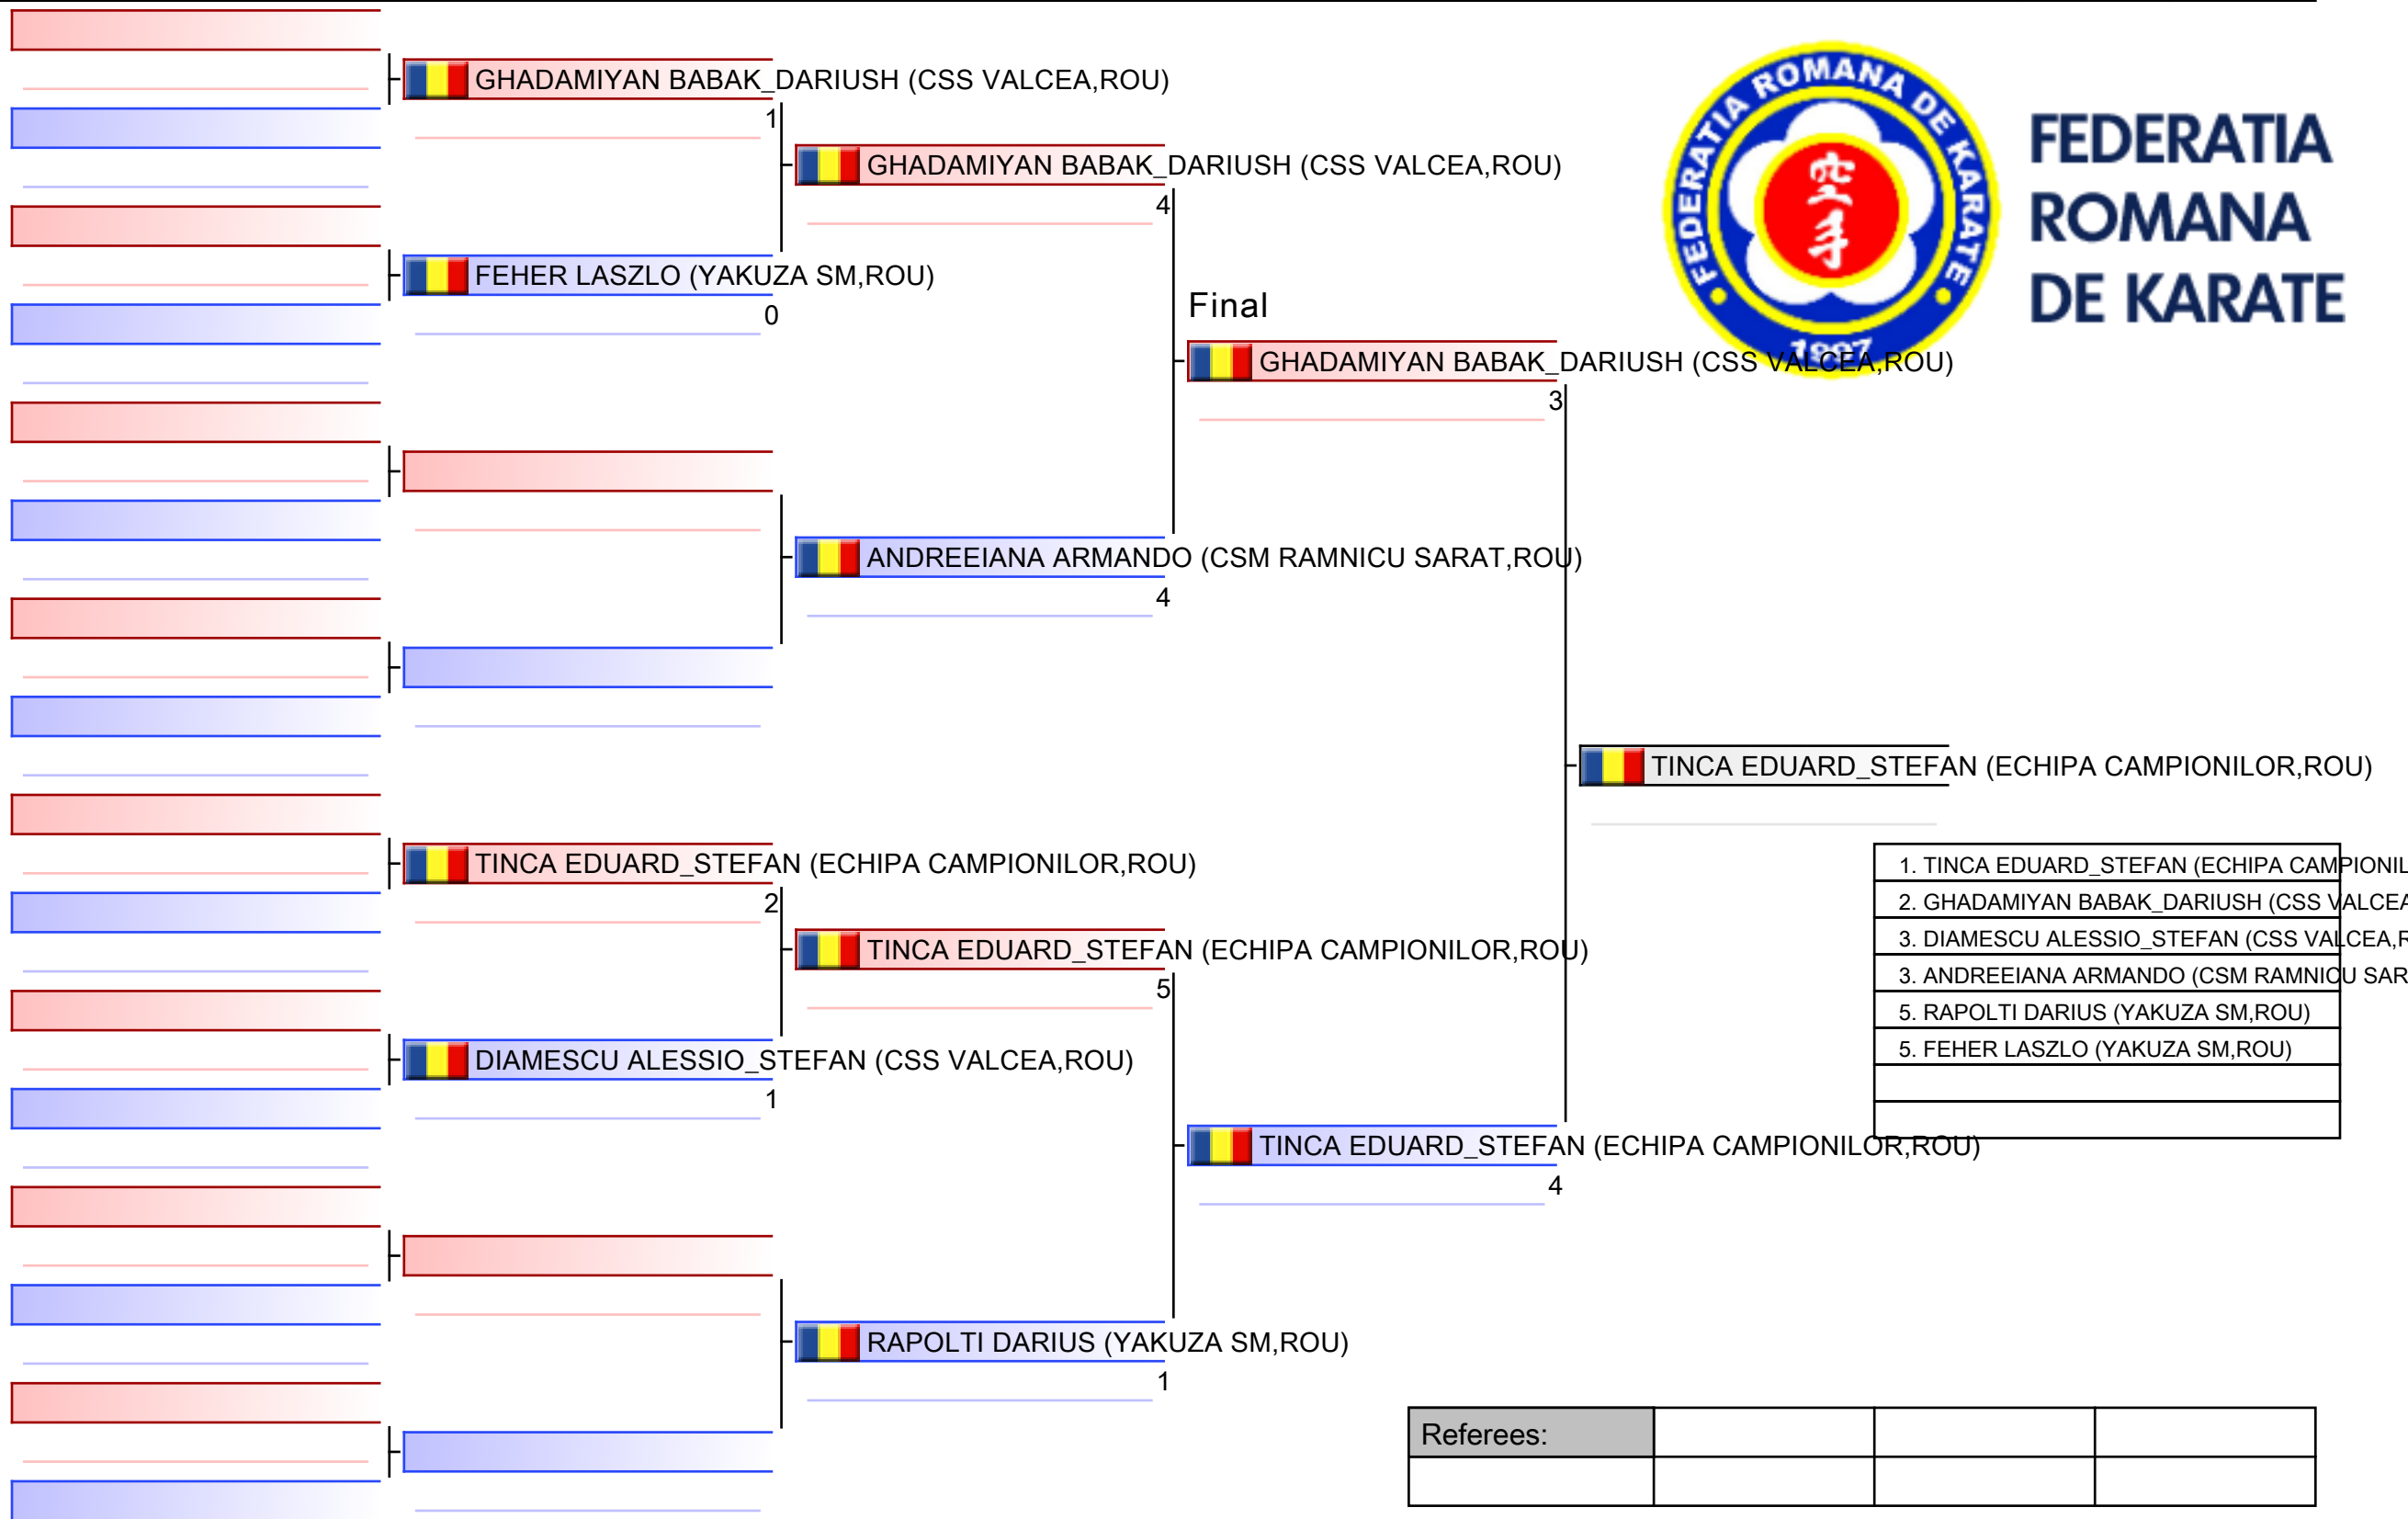 GHADAMIYAN BABAK_DARIUSH (CSS VALCEA,ROU)
1
FEHER LASZLO (YAKUZA SM,ROU)
0
TINCA EDUARD_STEFAN (ECHIPA CAMPIONILOR,ROU)
2
DIAMESCU ALESSIO_STEFAN (CSS VALCEA,ROU)
1
GHADAMIYAN BABAK_DARIUSH (CSS VALCEA,ROU)
4
ANDREEIANA ARMANDO (CSM RAMNICU SARAT,ROU)
4
TINCA EDUARD_STEFAN (ECHIPA CAMPIONILOR,ROU)
5
RAPOLTI DARIUS (YAKUZA SM,ROU)
1
Final
GHADAMIYAN BABAK_DARIUSH (CSS VALCEA,ROU)
3
TINCA EDUARD_STEFAN (ECHIPA CAMPIONILOR,ROU)
4
TINCA EDUARD_STEFAN (ECHIPA CAMPIONILOR,ROU)
FEDERATIA ROMANA DE KARATE
空手
1997
FEDERATIA
ROMANA
DE KARATE
1. TINCA EDUARD_STEFAN (ECHIPA CAMPIONIL
2. GHADAMIYAN BABAK_DARIUSH (CSS VALCEA
3. DIAMESCU ALESSIO_STEFAN (CSS VALCEA,R
3. ANDREEIANA ARMANDO (CSM RAMNICU SAR
5. RAPOLTI DARIUS (YAKUZA SM,ROU)
5. FEHER LASZLO (YAKUZA SM,ROU)
Referees: